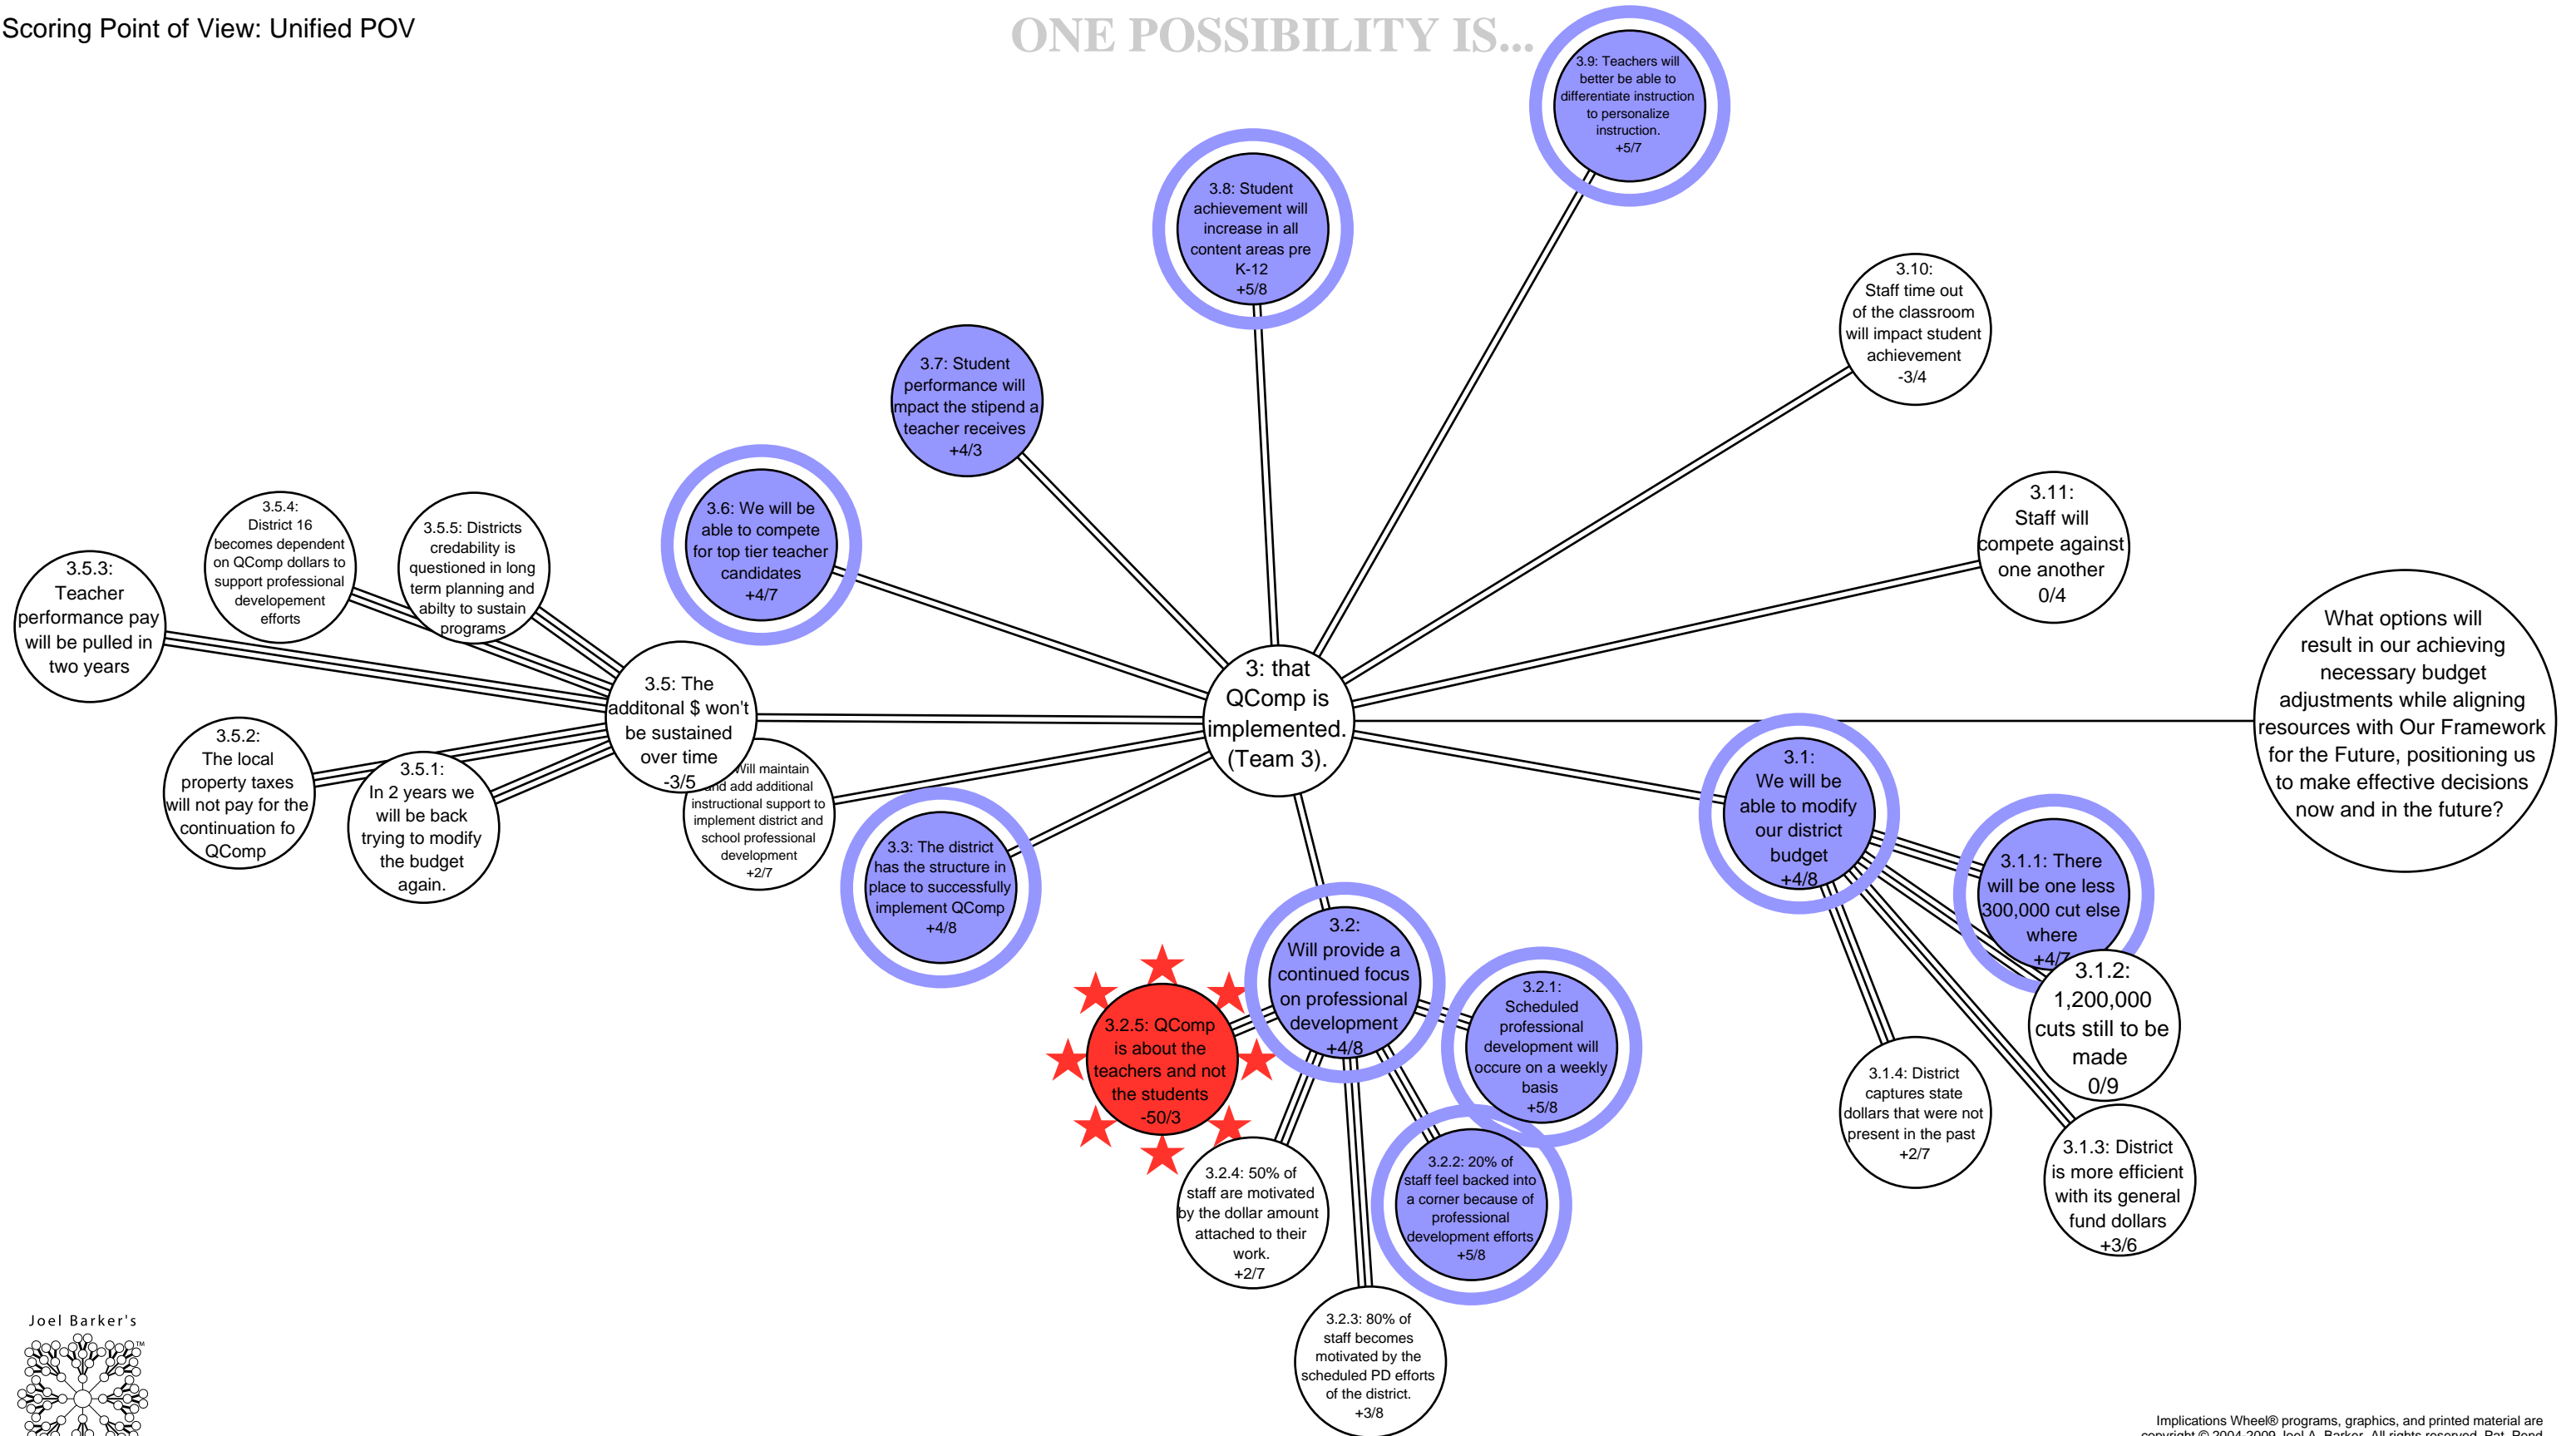 Scoring Point of View: Unified POV
ONE POSSIBILITY IS...
3.9: Teachers will
better be able to
differentiate instruction
to personalize
instruction.
+5/7
3.8: Student
achievement will
increase in all
content areas pre
K-12
+5/8
3.10:
Staff time out
of the classroom
will impact student
achievement
-3/4
3.7: Student
performance will
mpact the stipend a
teacher receives
+4/3
3.6: We will be
able to compete
for top tier teacher
candidates
+4/7
3.11:
Staff will
compete against
one another
0/4
3.5.4:
District 16
becomes dependent
on QComp dollars to
support professional
developement
efforts
3.5.5: Districts
credability is
questioned in long
term planning and
abilty to sustain
programs
3.5.3:
Teacher
performance pay
will be pulled in
two years
3.5: The
additonal $ won't
be sustained
over time
-3/5
3: that
QComp is
implemented.
(Team 3).
What options will
result in our achieving
necessary budget
adjustments while aligning
resources with Our Framework
for the Future, positioning us
to make effective decisions
now and in the future?
3.5.2:
The local
property taxes
will not pay for the
continuation fo
QComp
3.5.1:
In 2 years we
will be back
trying to modify
the budget
again.
Will maintain
and add additional
instructional support to
implement district and
school professional
development
+2/7
3.3: The district
has the structure in
place to successfully
implement QComp
+4/8
3.1:
We will be
able to modify
our district
budget
+4/8
3.1.1: There
will be one less
300,000 cut else
where
+4/7
3.2:
Will provide a
continued focus
on professional
development
+4/8
3.1.2:
1,200,000
cuts still to be
made
0/9
3.2.5: QComp
is about the
teachers and not
the students
-50/3
3.2.1:
Scheduled
professional
development will
occure on a weekly
basis
+5/8
3.1.4: District
captures state
dollars that were not
present in the past
+2/7
3.1.3: District
is more efficient
with its general
fund dollars
+3/6
3.2.4: 50% of
staff are motivated
by the dollar amount
attached to their
work.
+2/7
3.2.2: 20% of
staff feel backed into
a corner because of
professional
development efforts
+5/8
3.2.3: 80% of
staff becomes
motivated by the
scheduled PD efforts
of the district.
+3/8
Joel Barker's
TM
Implications Wheel® programs, graphics, and printed material are
copyright © 2004-2009 Joel A. Barker. All rights reserved. Pat. Pend